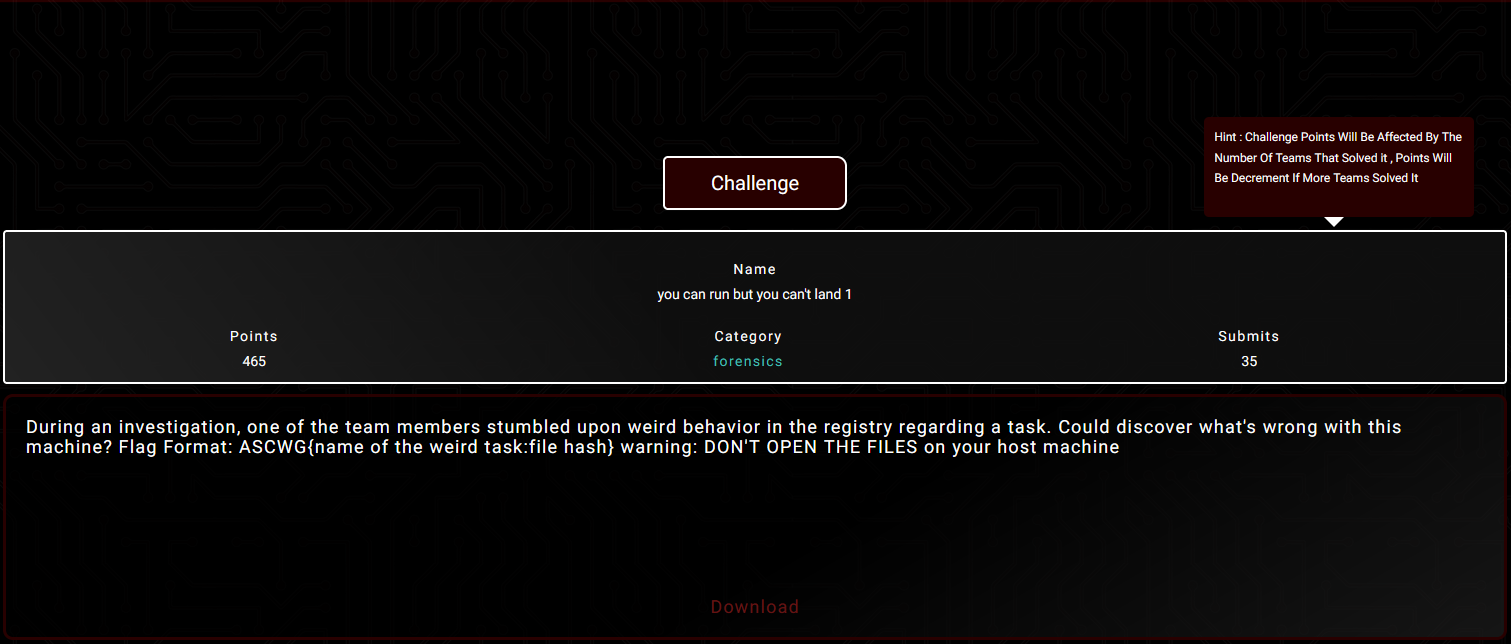 Hint : Challenge Points Will Be Affected By The
Number Of Teams That Solved it , Points Will
Be Decrement If More Teams Solved It
Challenge
Name
you can run but you can't land 1
Points
Category
Submits
465
forensics
35
During an investigation, one of the team members stumbled upon weird behavior in the registry regarding a task. Could discover what's wrong with this
machine? Flag Format: ASCWG{name of the weird task:file hash} warning: DON'T OPEN THE FILES on your host machine
Download